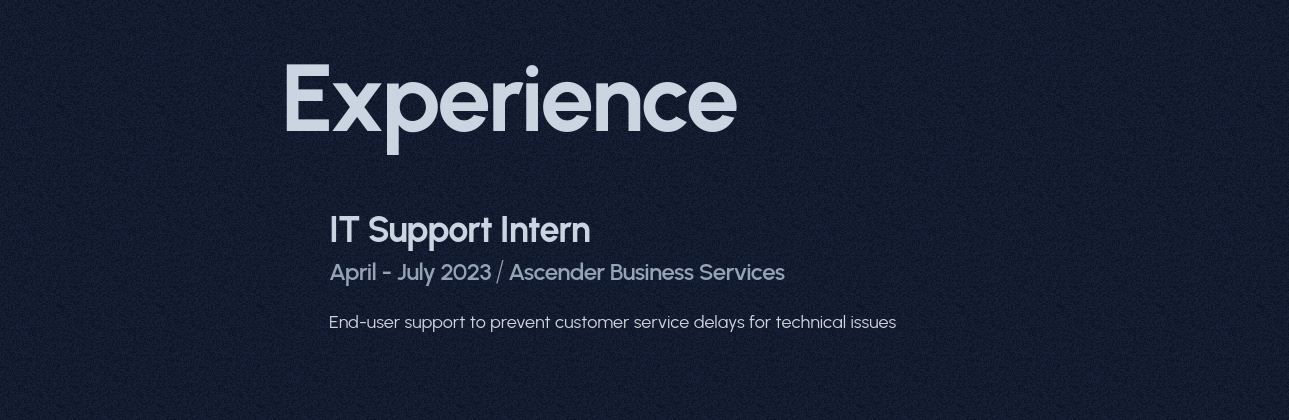 Experience
IT Support Intern
April - July 2023 / Ascender Business Services
End-user support to prevent customer service delays for technical issues